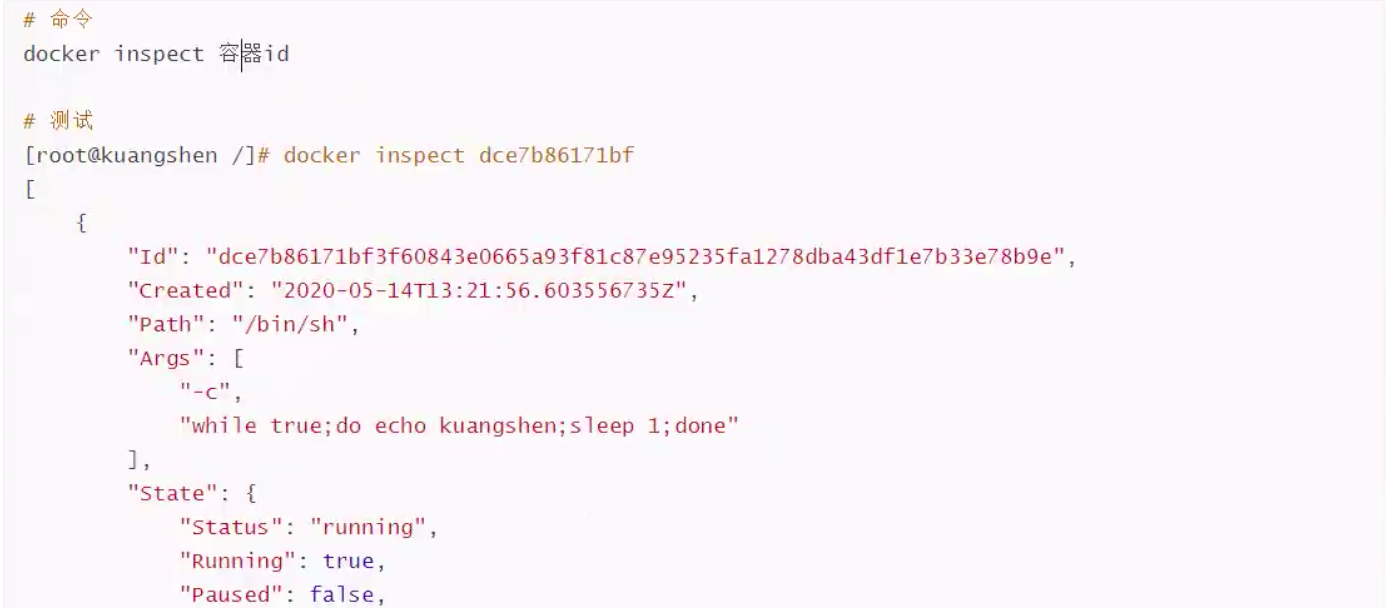 # 命令
docker inspect 容器id
# 测试
[root@kuangshen /]# docker inspect dce7b86171bf
[
{
"Id": "dce7b86171bf3f60843e0665a93f81c87e95235fa1278dba43df1e7b33e78b9e",
"Created": "2020-05-14T13:21:56.603556735Z",
"Path": "/bin/sh",
"Args": [
"-c",
"while true;do echo kuangshen;sleep 1;done"
],
"State": {
"Status": "running",
"Running": true,
"Paused": false,